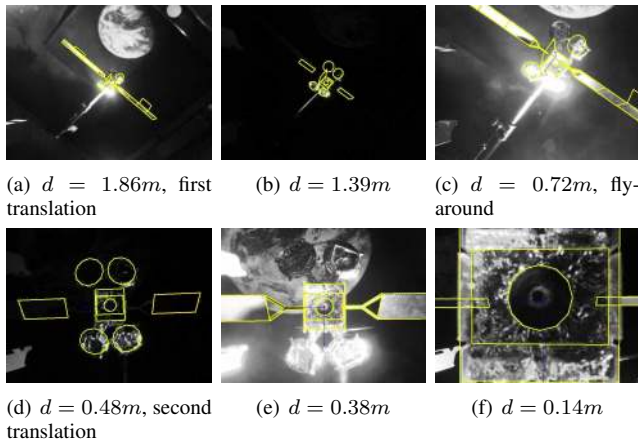 (a) d = 1.86m, first
translation
(b) d = 1.39m
(c) d = 0.72m, fly-
around
(d) d = 0.48m, second
translation
(e) d = 0.38m
(f) d = 0.14m